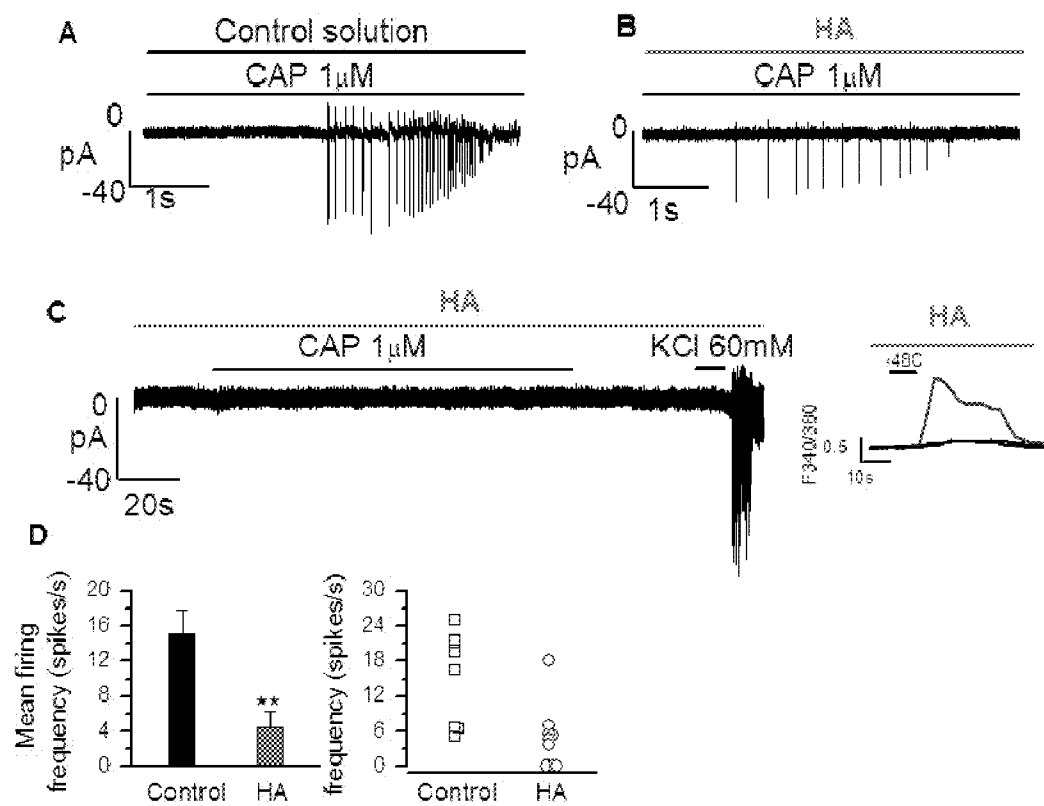 A
Control solution
CAP 1μM
0
pA
-40
1s
B
HA
CAP 1μM
0
pA
-40
1s
C
HA
CAP 1μM
KCl 60mM
0
pA
-40
20s
HA
F340/380
0.5
10s
D
Mean firing
frequency (spikes/s)
20
16
12
8
4
0
**
Control
HA
frequency (spikes/s)
30
24
18
12
6
0
Control
HA